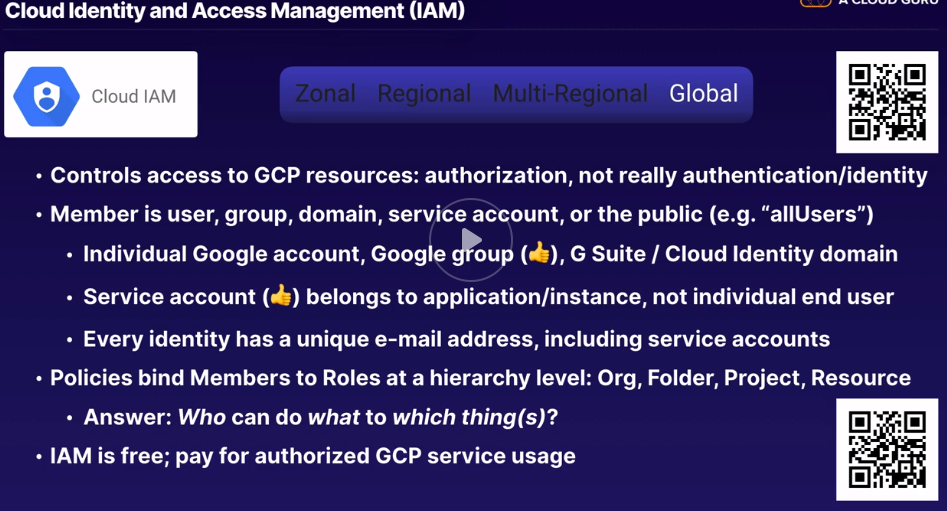 Cloud Identity and Access Management (IAM)
A CLOUD GURU
Cloud IAM
Zonal Regional Multi-Regional Global
• Controls access to GCP resources: authorization, not really authentication/identity
• Member is user, group, domain, service account, or the public (e.g. “allUsers”)
• Individual Google account, Google group (👍), G Suite / Cloud Identity domain
• Service account (👍) belongs to application/instance, not individual end user
• Every identity has a unique e-mail address, including service accounts
• Policies bind Members to Roles at a hierarchy level: Org, Folder, Project, Resource
• Answer: Who can do what to which thing(s)?
• IAM is free; pay for authorized GCP service usage